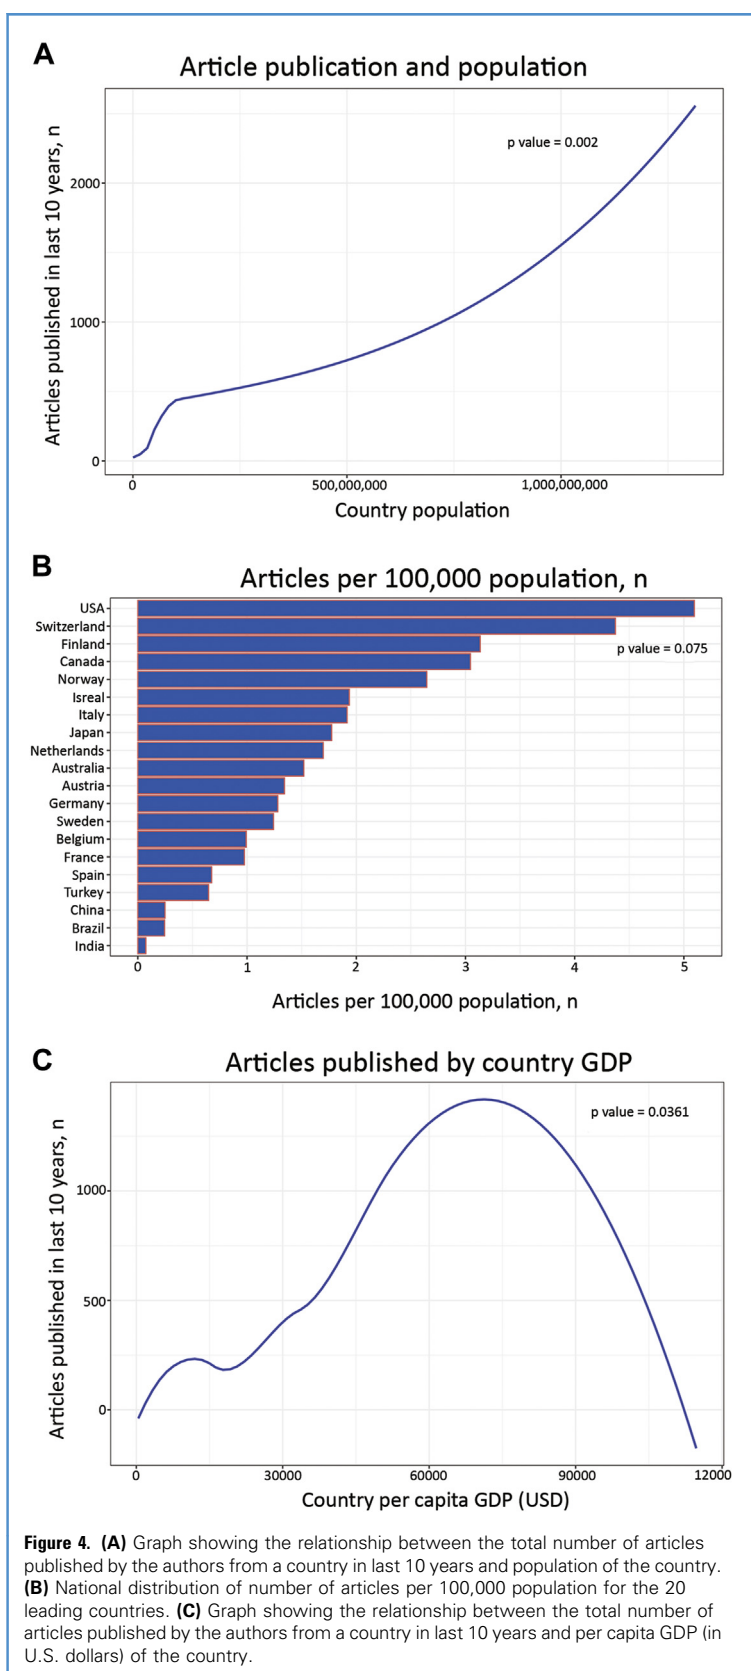 A
Article publication and population
Articles published in last 10 years, n
p value = 0.002
2000
1000
0
0 500,000,000 1,000,000,000
Country population
B
Articles per 100,000 population, n
USA
Switzerland
Finland
p value = 0.075
Canada
Norway
Isreal
Italy
Japan
Netherlands
Australia
Austria
Germany
Sweden
Belgium
France
Spain
Turkey
China
Brazil
India
0 1 2 3 4 5
Articles per 100,000 population, n
C
Articles published by country GDP
Articles published in last 10 years, n
p value = 0.0361
1000
500
0
0 30000 60000 90000 12000
Country per capita GDP (USD)
Figure 4. (A) Graph showing the relationship between the total number of articles
published by the authors from a country in last 10 years and population of the country.
(B) National distribution of number of articles per 100,000 population for the 20
leading countries. (C) Graph showing the relationship between the total number of
articles published by the authors from a country in last 10 years and per capita GDP (in
U.S. dollars) of the country.